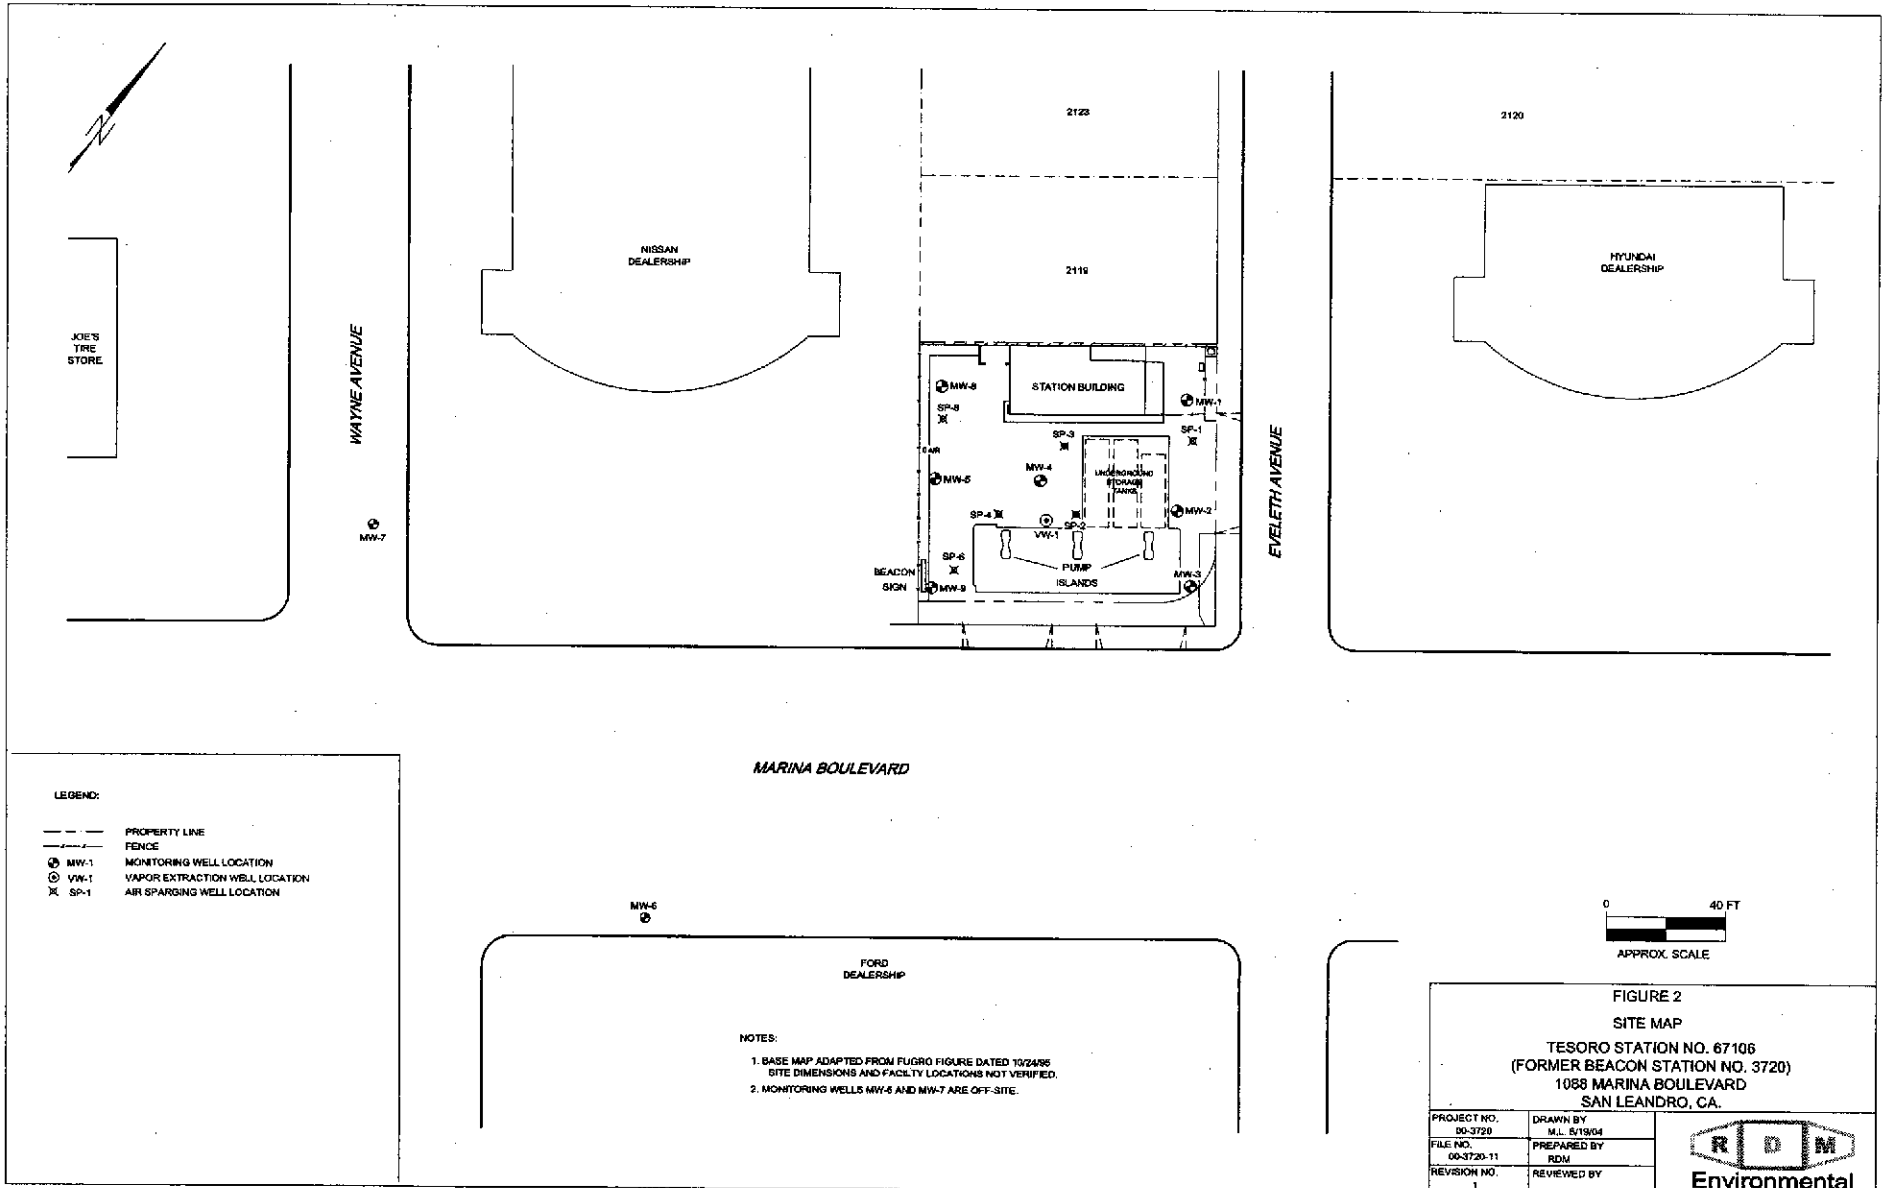 N
2123
2120
NISSAN
DEALERSHIP
2119
HYUNDAI
DEALERSHIP
JOE'S
TIRE
STORE
WAYNE AVENUE
STATION BUILDING
MW-8
SP-8
MW-1
SP-1
SP-3
AIR
MW-4
MW-5
UNDERGROUND
STORAGE
TANKS
EVELETH AVENUE
SP-4
VW-1
SP-2
MW-2
MW-7
SP-6
PUMP
ISLANDS
BEACON
SIGN
MW-9
MW-3
MARINA BOULEVARD
LEGEND:
PROPERTY LINE
FENCE
MW-1 MONITORING WELL LOCATION
VW-1 VAPOR EXTRACTION WELL LOCATION
SP-1 AIR SPARGING WELL LOCATION
MW-6
FORD
DEALERSHIP
0 40 FT
APPROX. SCALE
NOTES:
1. BASE MAP ADAPTED FROM FUGRO FIGURE DATED 10/24/95
SITE DIMENSIONS AND FACILITY LOCATIONS NOT VERIFIED.
2. MONITORING WELLS MW-6 AND MW-7 ARE OFF-SITE.
FIGURE 2
SITE MAP
TESORO STATION NO. 67106
(FORMER BEACON STATION NO. 3720)
1088 MARINA BOULEVARD
SAN LEANDRO, CA.
PROJECT NO.
00-3720
DRAWN BY
M.L. 5/19/04
FILE NO.
00-3720-11
PREPARED BY
RDM
REVISION NO.
1
REVIEWED BY
R D M
Environmental